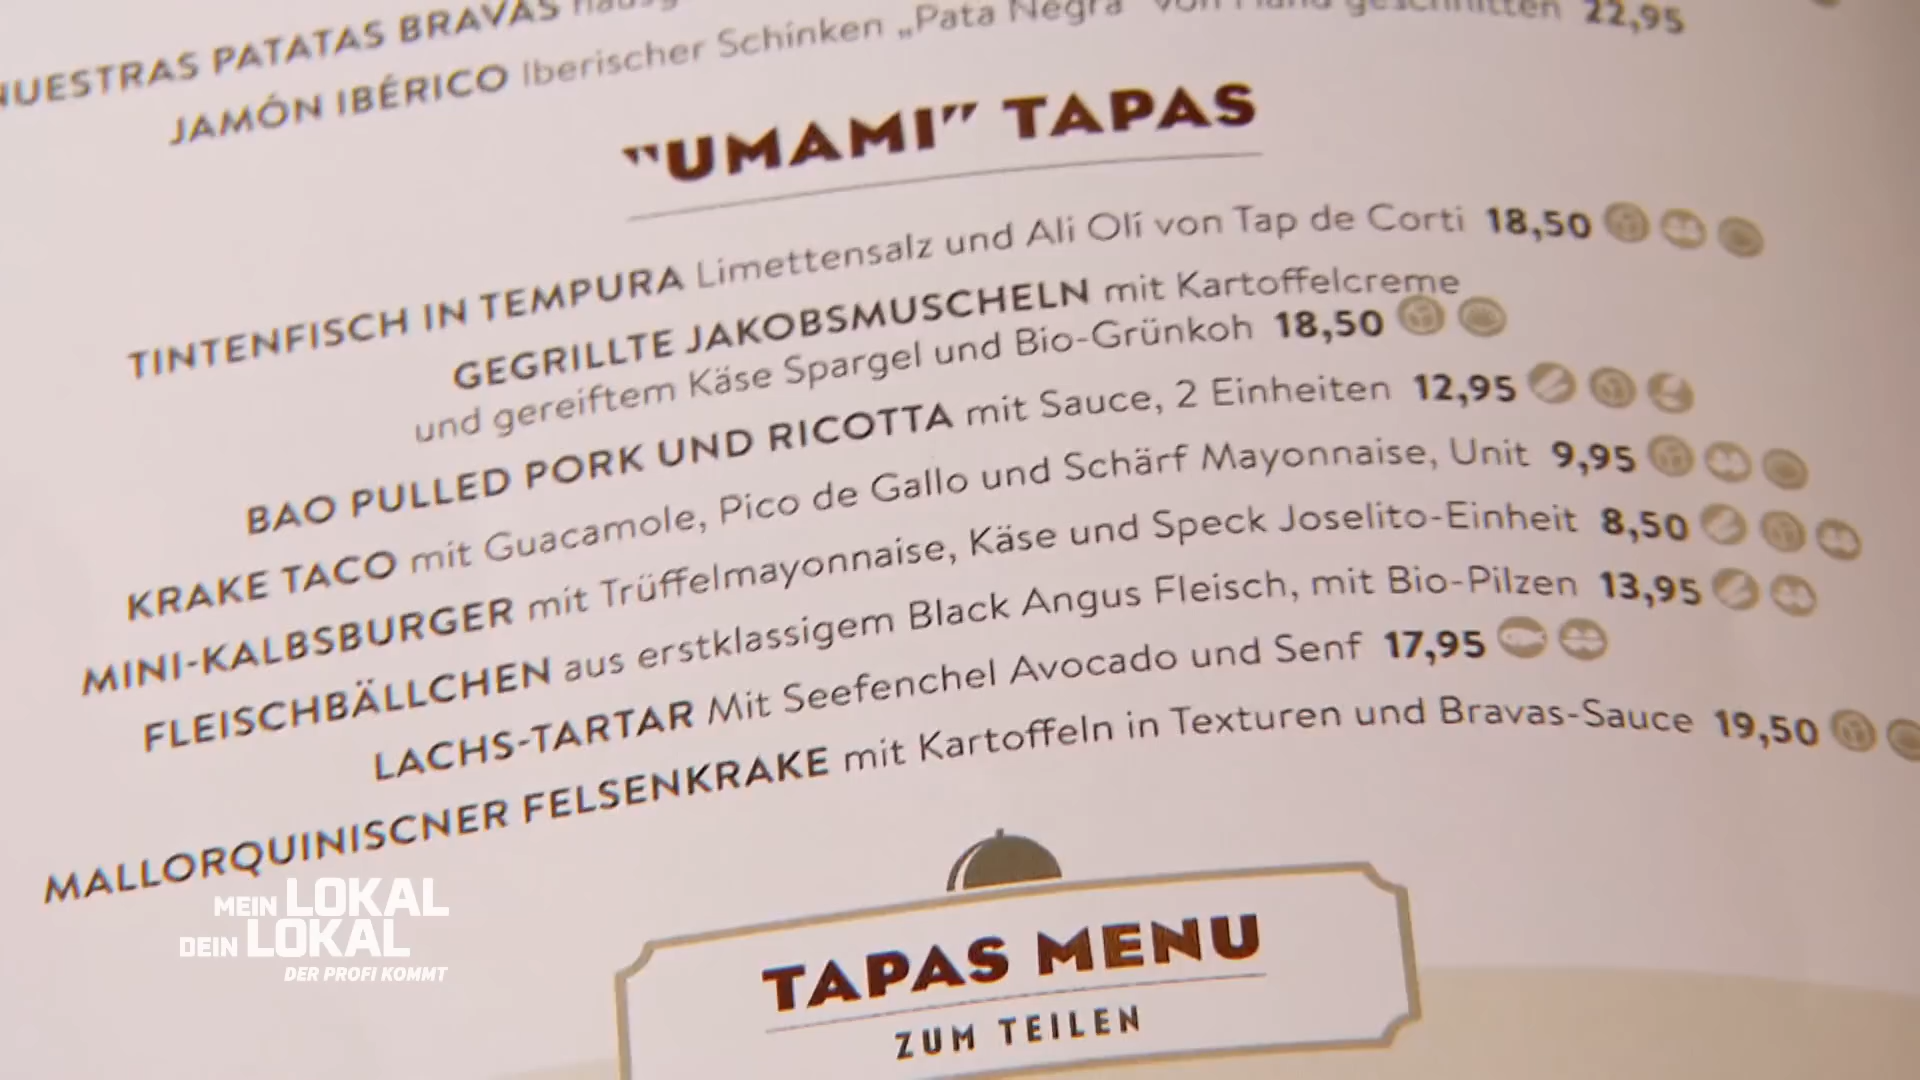 NUESTRAS PATATAS BRAVAS
JAMÓN IBÉRICO Iberischer Schinken „Pata Negra" von Hand geschnitten 22,95
"UMAMI" TAPAS
TINTENFISCH IN TEMPURA Limettensalz und Ali Olí von Tap de Corti 18,50
GEGRILLTE JAKOBSMUSCHELN mit Kartoffelcreme
und gereiftem Käse Spargel und Bio-Grünkoh 18,50
BAO PULLED PORK UND RICOTTA mit Sauce, 2 Einheiten 12,95
KRAKE TACO mit Guacamole, Pico de Gallo und Schärf Mayonnaise, Unit 9,95
MINI-KALBSBURGER mit Trüffelmayonnaise, Käse und Speck Joselito-Einheit 8,50
FLEISCHBÄLLCHEN aus erstklassigem Black Angus Fleisch, mit Bio-Pilzen 13,95
LACHS-TARTAR Mit Seefenchel Avocado und Senf 17,95
MALLORQUINISCNER FELSENKRAKE mit Kartoffeln in Texturen und Bravas-Sauce 19,50
MEIN LOKAL
DEIN LOKAL
DER PROFI KOMMT
TAPAS MENU
ZUM TEILEN